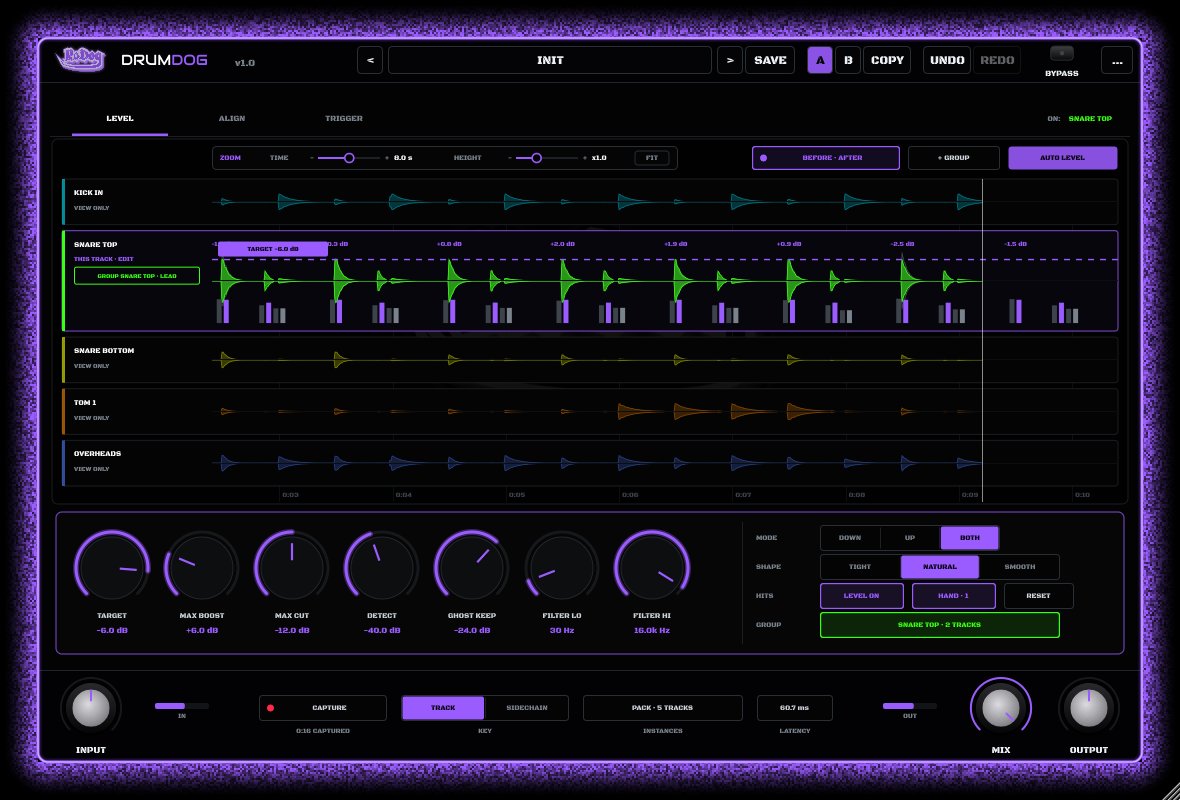 NoDog DRUMDOG v1.0 < INIT > SAVE A B COPY UNDO REDO BYPASS ...
LEVEL ALIGN TRIGGER ON: SNARE TOP
ZOOM TIME - + 8.0 s HEIGHT - + x1.0 FIT BEFORE · AFTER + GROUP AUTO LEVEL
KICK IN
VIEW ONLY
SNARE TOP +0.0 dB +2.0 dB +1.9 dB +0.9 dB -2.5 dB -1.5 dB
TARGET -6.0 dB
THIS TRACK · EDIT
GROUP SNARE TOP · LEAD
SNARE BOTTOM
VIEW ONLY
TOM 1
VIEW ONLY
OVERHEADS
VIEW ONLY
0:03 0:04 0:05 0:06 0:07 0:08 0:09 0:10
MODE DOWN UP BOTH
SHAPE TIGHT NATURAL SMOOTH
HITS LEVEL ON HAND · 1 RESET
GROUP SNARE TOP · 2 TRACKS
TARGET MAX BOOST MAX CUT DETECT GHOST KEEP FILTER LO FILTER HI
-6.0 dB +6.0 dB -12.0 dB -40.0 dB -24.0 dB 30 Hz 16.0k Hz
CAPTURE TRACK SIDECHAIN PACK · 5 TRACKS 60.7 ms
IN OUT
0:16 CAPTURED KEY INSTANCES LATENCY
INPUT MIX OUTPUT